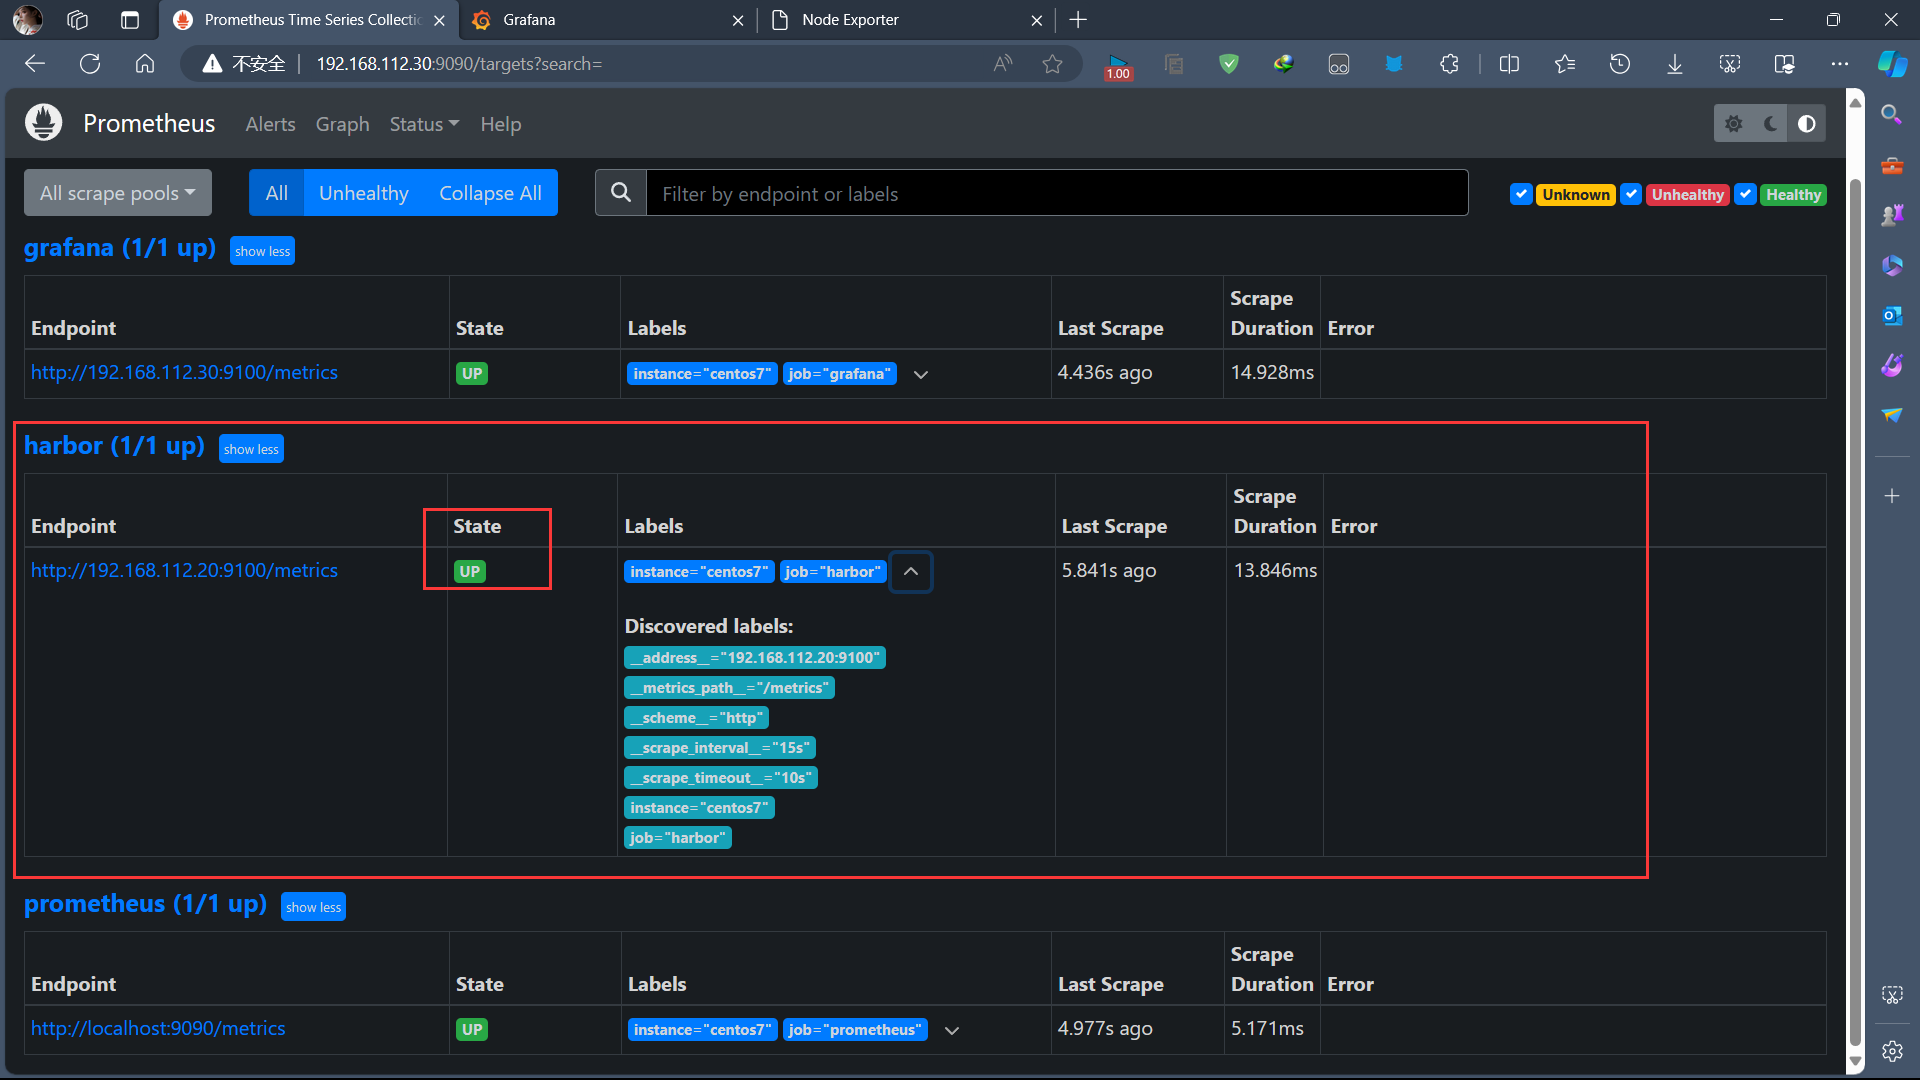 Prometheus Time Series Collectic
Grafana
Node Exporter
不安全
192.168.112.30:9090/targets?search=
1.00
Prometheus
Alerts
Graph
Status
Help
All scrape pools
All
Unhealthy
Collapse All
Filter by endpoint or labels
Unknown
Unhealthy
Healthy
grafana (1/1 up)
show less
Endpoint
State
Labels
Last Scrape
Scrape Duration
Error
http://192.168.112.30:9100/metrics
UP
instance="centos7"
job="grafana"
4.436s ago
14.928ms
harbor (1/1 up)
show less
Endpoint
State
Labels
Last Scrape
Scrape Duration
Error
http://192.168.112.20:9100/metrics
UP
instance="centos7"
job="harbor"
5.841s ago
13.846ms
Discovered labels:
__address__="192.168.112.20:9100"
__metrics_path__="/metrics"
__scheme__="http"
__scrape_interval__="15s"
__scrape_timeout__="10s"
instance="centos7"
job="harbor"
prometheus (1/1 up)
show less
Endpoint
State
Labels
Last Scrape
Scrape Duration
Error
http://localhost:9090/metrics
UP
instance="centos7"
job="prometheus"
4.977s ago
5.171ms